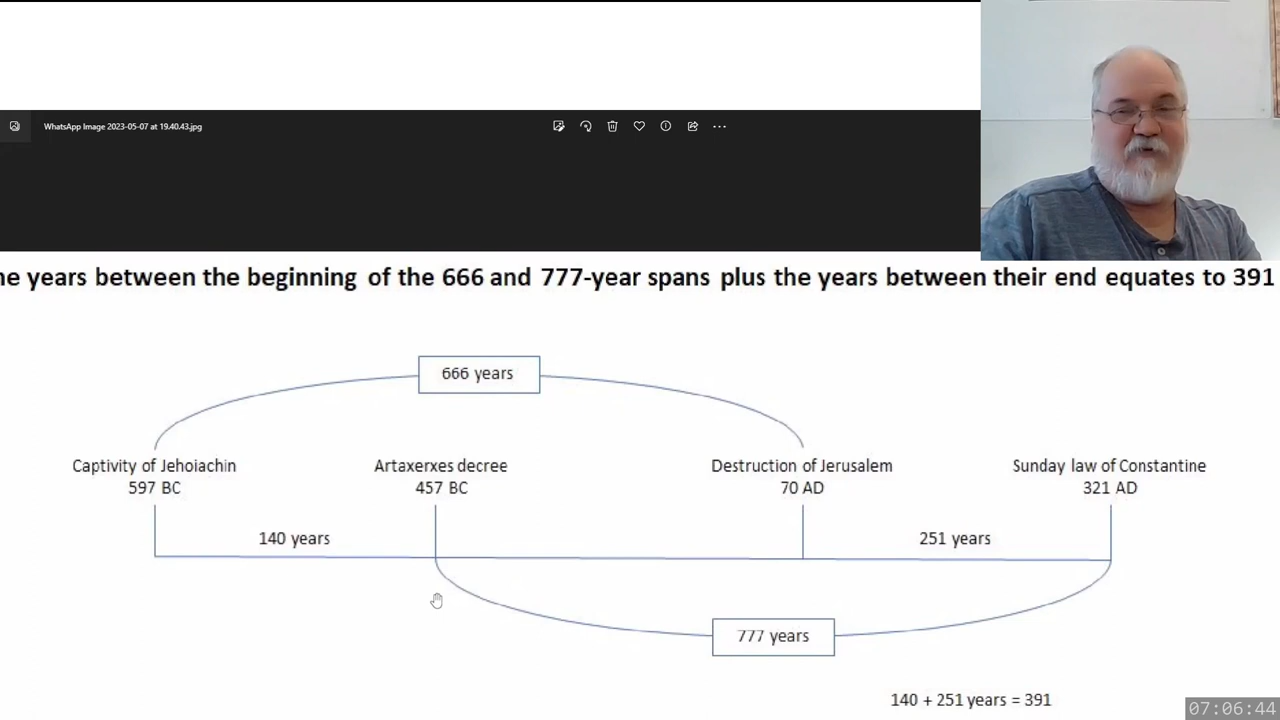 WhatsApp Image 2023-05-07 at 19.40.43.jpg
years between the beginning of the 666 and 777-year spans plus the years between their end equates to 391
666 years
Captivity of Jehoiachin
597 BC
Artaxerxes decree
457 BC
Destruction of Jerusalem
70 AD
Sunday law of Constantine
321 AD
140 years
251 years
777 years
140 + 251 years = 391
07:06:44